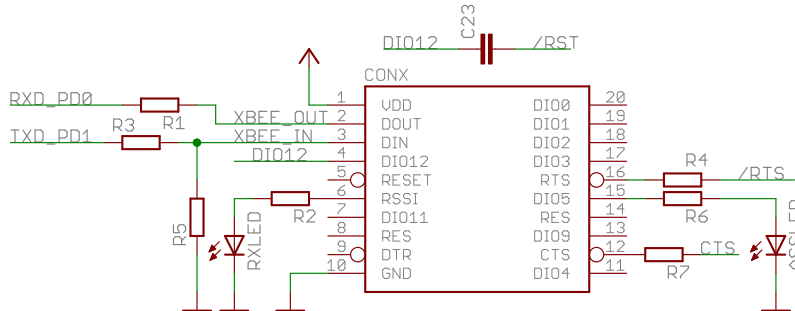 C23
DIO12 /RST
CONX
RXD_PD0 1 VDD DIO0 20
R1 XBEE_OUT 2 DOUT DIO1 19
TXD_PD1 R3 XBEE_IN 3 DIN DIO2 18
DIO12 4 DIO12 DIO3 17
5 RESET RTS 16 R4 /RTS
R2 6 RSSI DIO5 15 R6
7 DIO11 RES 14
R5 RXLED 8 RES DIO9 13
9 DTR CTS 12 R7 CTS
10 GND DIO4 11